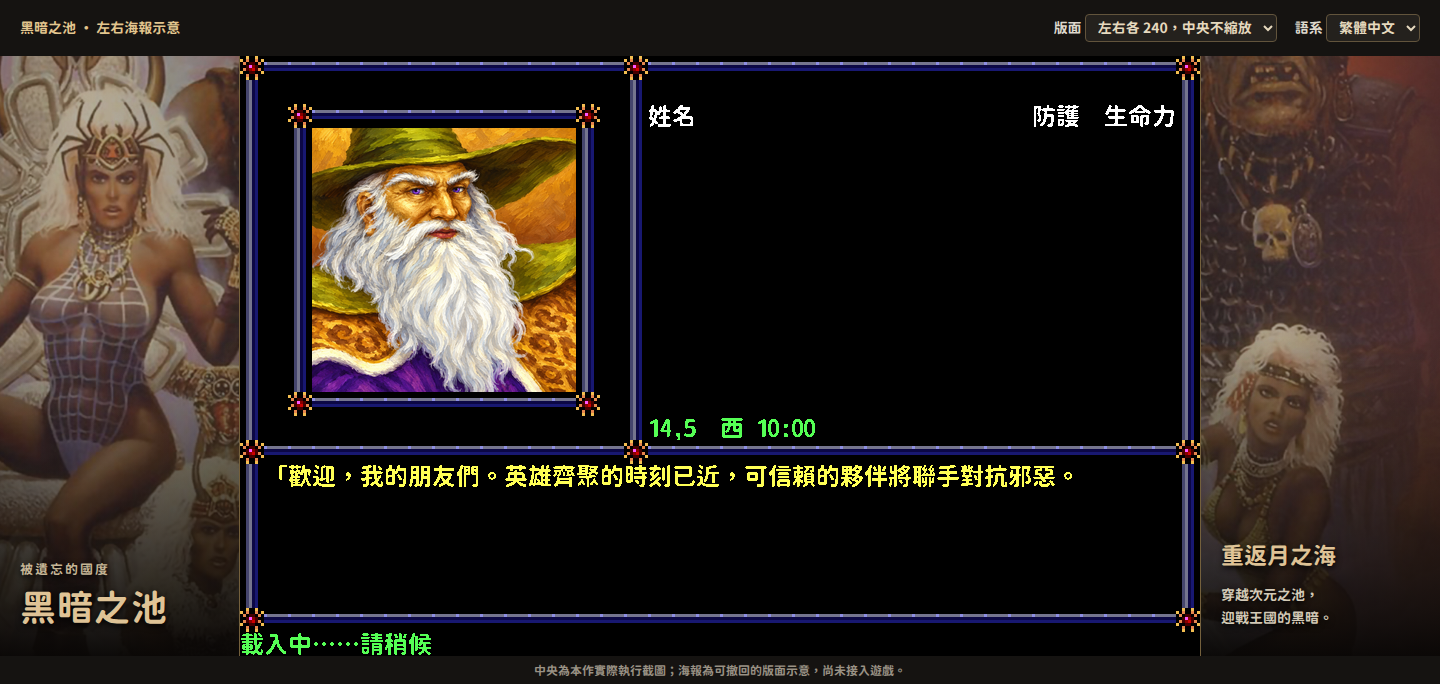 黑暗之池 · 左右海報示意
版面 左右各 240，中央不縮放
語系 繁體中文
姓名 防護 生命力
14,5 西 10:00
「歡迎，我的朋友們。英雄齊聚的時刻已近，可信賴的夥伴將聯手對抗邪惡。
被遺忘的國度
黑暗之池
重返月之海
穿越次元之池，
迎戰王國的黑暗。
載入中……請稍候
中央為本作實際執行截圖；海報為可撤回的版面示意，尚未接入遊戲。